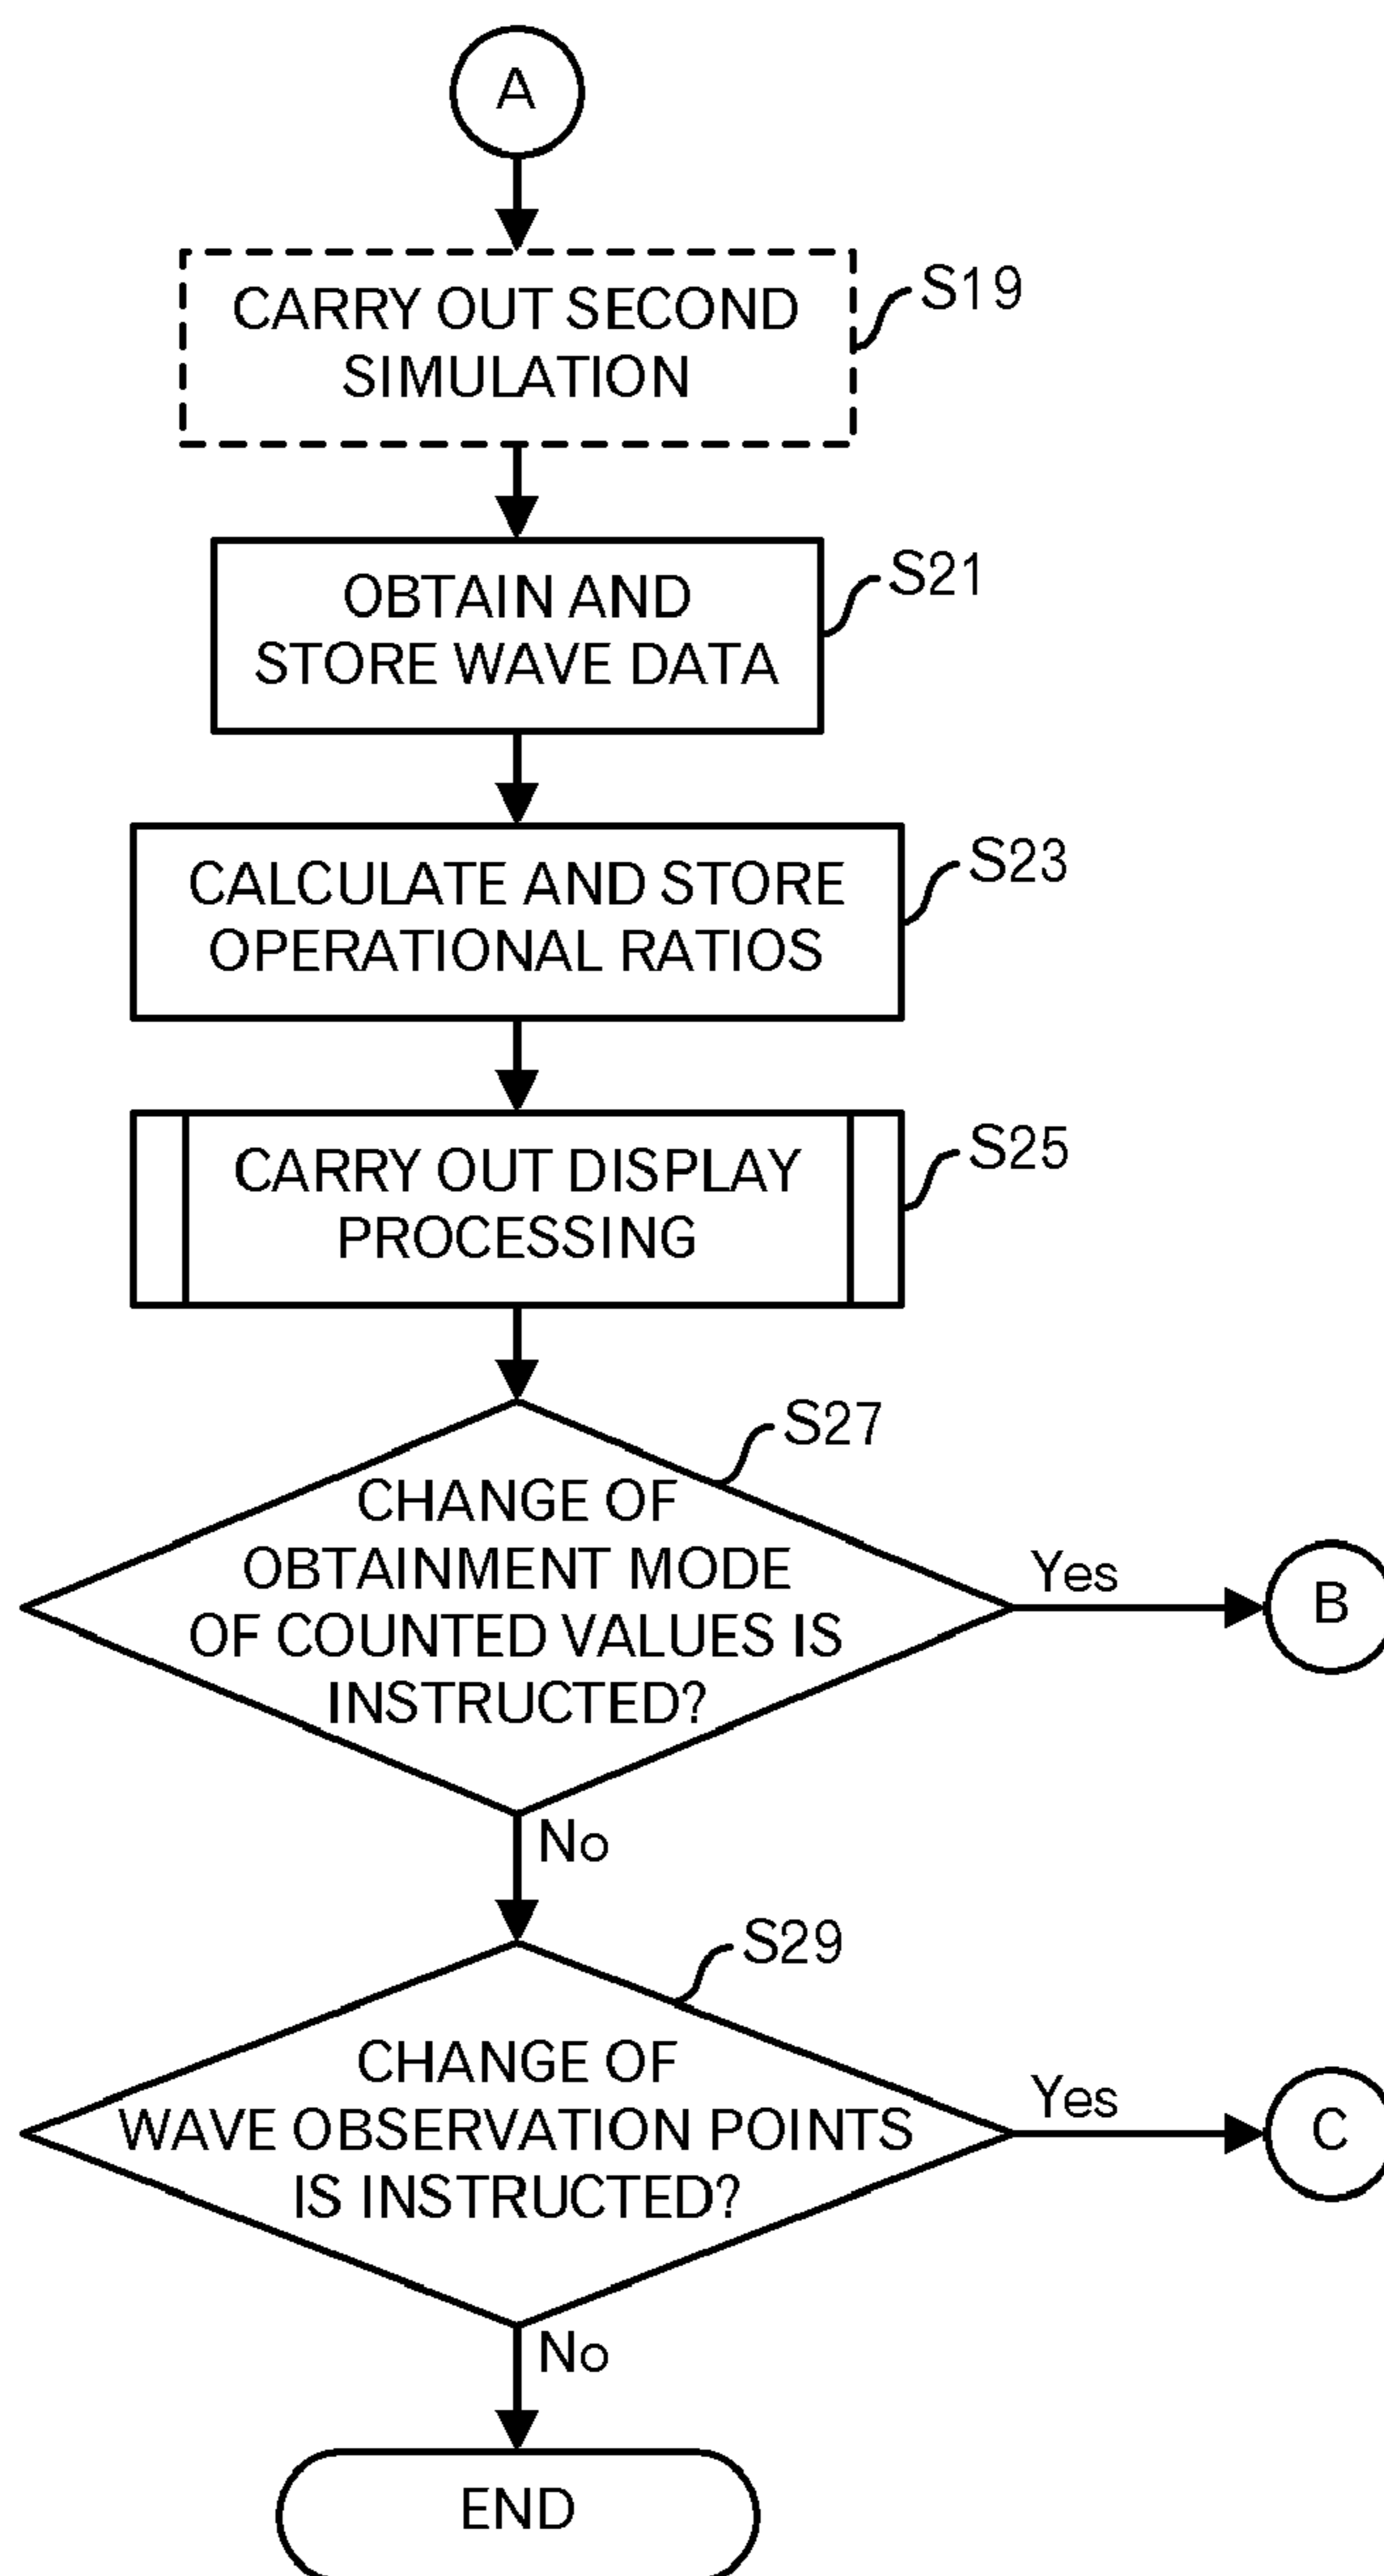 A
CARRY OUT SECOND
SIMULATION
S19
OBTAIN AND
STORE WAVE DATA
S21
CALCULATE AND STORE
OPERATIONAL RATIOS
S23
CARRY OUT DISPLAY
PROCESSING
S25
S27
CHANGE OF
OBTAINMENT MODE
OF COUNTED VALUES IS
INSTRUCTED?
Yes
B
No
S29
CHANGE OF
WAVE OBSERVATION POINTS
IS INSTRUCTED?
Yes
C
No
END